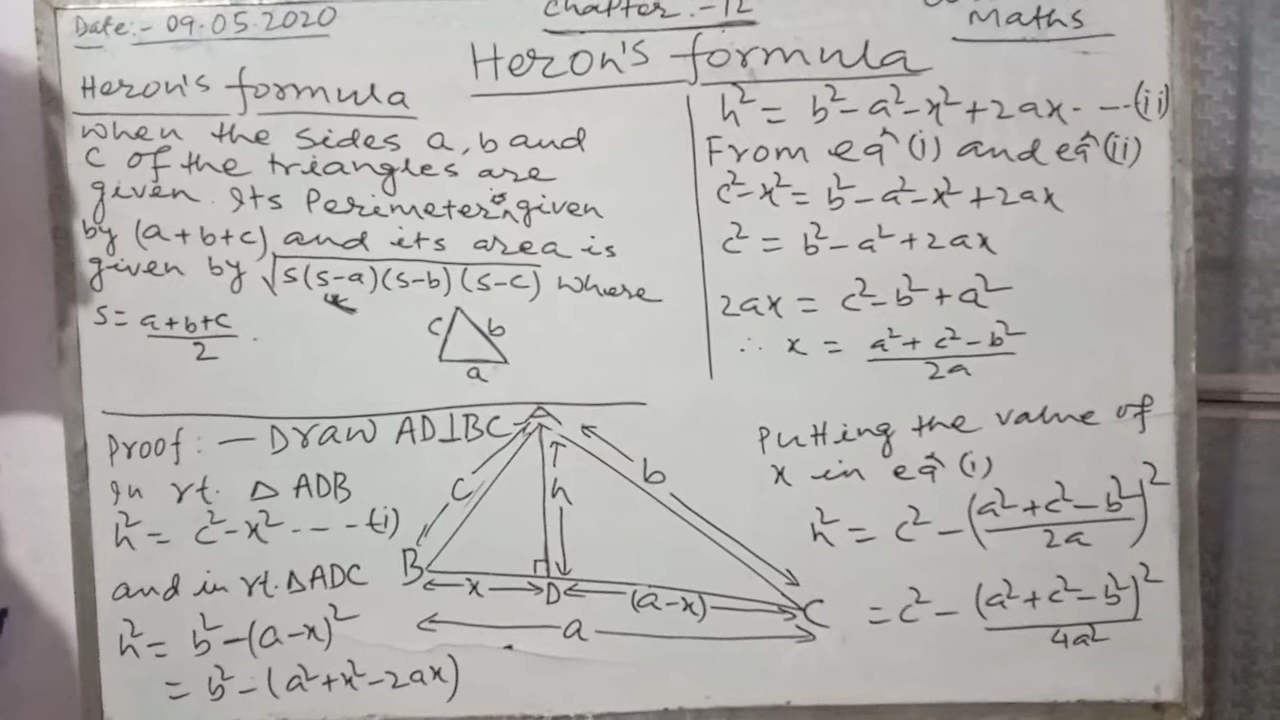 Date:- 09.05.2020
Chapter :- 12
Maths
Heron's formula
Heron's formula
When the sides a, b and
c of the triangles are
given. Its Perimeter is given
by (a+b+c) and its area is
given by √s(s-a)(s-b)(s-c) where
s = a+b+c
2
c b
a
Proof: — Draw AD⊥BC
In rt. △ ADB
h² = c²-x² - - - - (i)
and in rt. △ADC
h² = b² - (a-x)²
= b² - (a²+x²-2ax)
c
h
b
B
x
D
(a-x)
C
a
h² = b²-a²-x²+2ax - --- (ii)
From eqⁿ (i) and eqⁿ (ii)
c²-x² = b²-a²-x²+2ax
c² = b²-a²+2ax
2ax = c²-b²+a²
∴ x = a²+c²-b²
2a
Putting the value of
x in eqⁿ (i)
h² = c² - (a²+c²-b²)²
2a
= c² - (a²+c²-b²)²
4a²